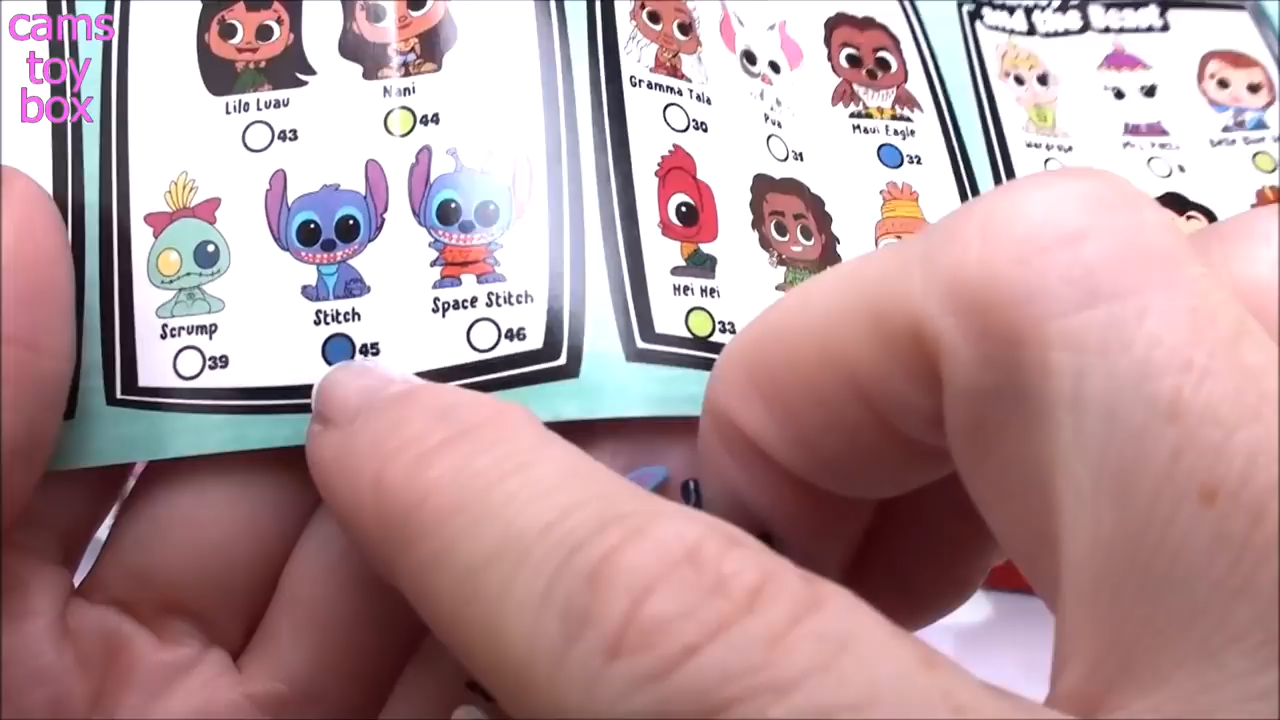 cams
toy
box
Lilo Luau
43
Nani
44
Scrump
39
Stitch
45
Space Stitch
46
Gramma Tala
30
Pua
31
Maui Eagle
32
Hei Hei
33
and the Beast
Wardrobe